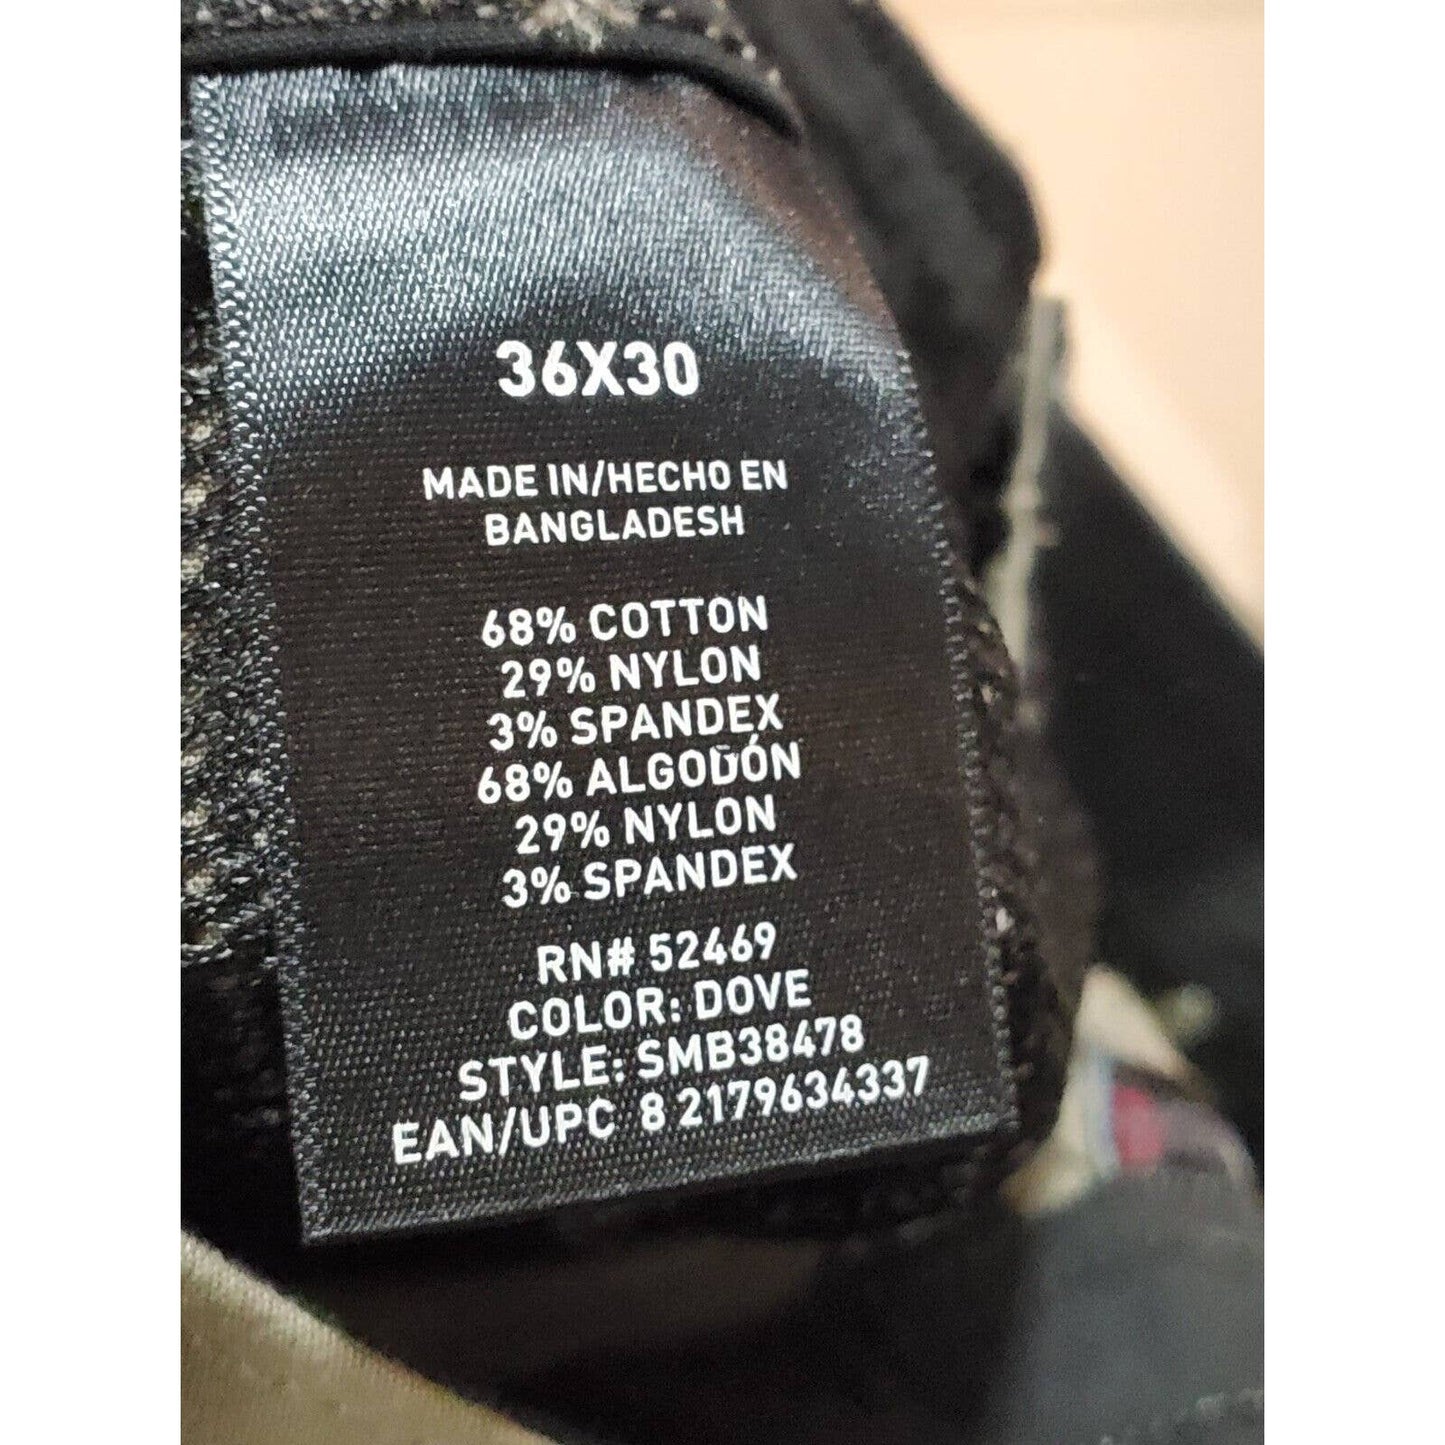 36X30
MADE IN/HECHO EN
BANGLADESH
68% COTTON
29% NYLON
3% SPANDEX
68% ALGODÓN
29% NYLON
3% SPANDEX
RN# 52469
COLOR: DOVE
STYLE: SMB38478
EAN/UPC 8 2179634337